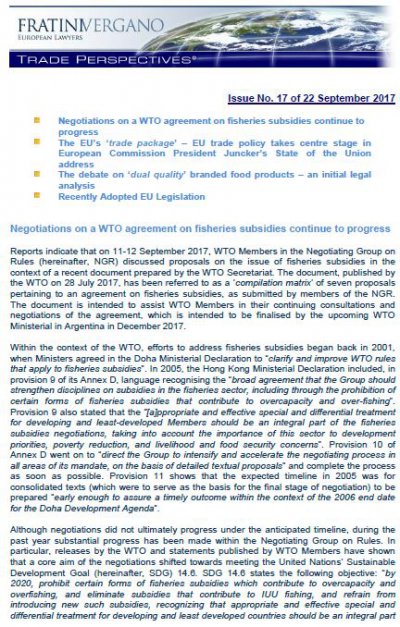 FRATINIVERGANO
EUROPEAN LAWYERS
TRADE PERSPECTIVES®
Issue No. 17 of 22 September 2017
Negotiations on a WTO agreement on fisheries subsidies continue to
progress
The EU's 'trade package' – EU trade policy takes centre stage in
European Commission President Juncker's State of the Union
address
The debate on 'dual quality' branded food products – an initial legal
analysis
Recently Adopted EU Legislation
Negotiations on a WTO agreement on fisheries subsidies continue to progress
Reports indicate that on 11-12 September 2017, WTO Members in the Negotiating Group on
Rules (hereinafter, NGR) discussed proposals on the issue of fisheries subsidies in the
context of a recent document prepared by the WTO Secretariat. The document, published by
the WTO on 28 July 2017, has been referred to as a 'compilation matrix' of seven proposals
pertaining to an agreement on fisheries subsidies, as submitted by members of the NGR.
The document is intended to assist WTO Members in their continuing consultations and
negotiations of the agreement, which is intended to be finalised by the upcoming WTO
Ministerial in Argentina in December 2017.
Within the context of the WTO, efforts to address fisheries subsidies began back in 2001,
when Ministers agreed in the Doha Ministerial Declaration to "clarify and improve WTO rules
that apply to fisheries subsidies". In 2005, the Hong Kong Ministerial Declaration included, in
provision 9 of its Annex D, language recognising the "broad agreement that the Group should
strengthen disciplines on subsidies in the fisheries sector, including through the prohibition of
certain forms of fisheries subsidies that contribute to overcapacity and over-fishing".
Provision 9 also stated that the "[a]ppropriate and effective special and differential treatment
for developing and least-developed Members should be an integral part of the fisheries
subsidies negotiations, taking into account the importance of this sector to development
priorities, poverty reduction, and livelihood and food security concerns". Provision 10 of
Annex D went on to "direct the Group to intensify and accelerate the negotiating process in
all areas of its mandate, on the basis of detailed textual proposals" and complete the process
as soon as possible. Provision 11 shows that the expected timeline in 2005 was for
consolidated texts (which were to serve as the basis for the final stage of negotiation) to be
prepared "early enough to assure a timely outcome within the context of the 2006 end date
for the Doha Development Agenda".
Although negotiations did not ultimately progress under the anticipated timeline, during the
past year substantial progress has been made within the Negotiating Group on Rules. In
particular, releases by the WTO and statements published by WTO Members have shown
that a core aim of the negotiations shifted towards meeting the United Nations' Sustainable
Development Goal (hereinafter, SDG) 14.6. SDG 14.6 states the following objective: "by
2020, prohibit certain forms of fisheries subsidies which contribute to overcapacity and
overfishing, and eliminate subsidies that contribute to IUU fishing, and refrain from
introducing new such subsidies, recognizing that appropriate and effective special and
differential treatment for developing and least developed countries should be an integral part